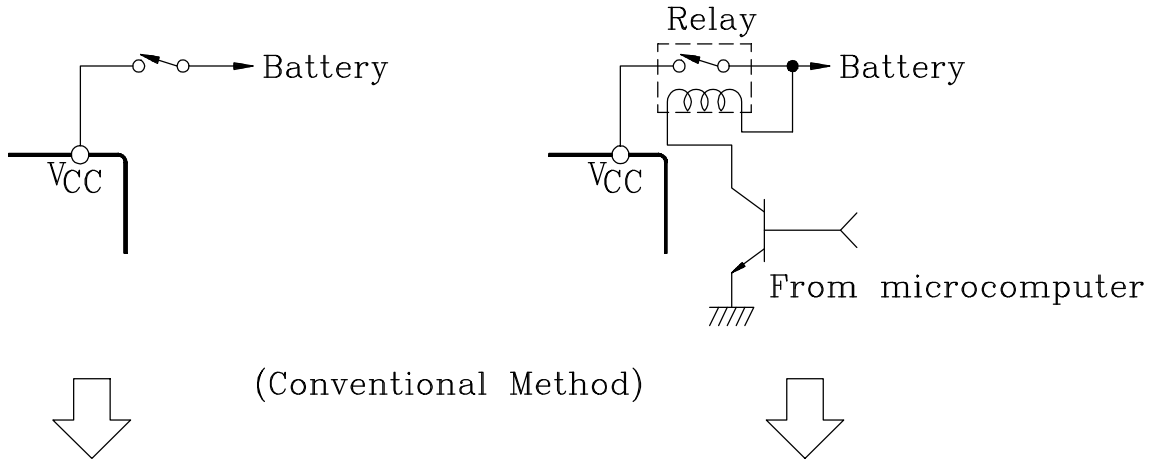 Relay
Battery
Battery
VCC
VCC
From microcomputer
(Conventional Method)